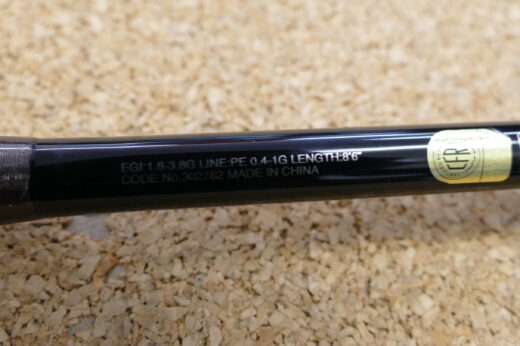 EGI:1.8-3.8G LINE:PE 0.4-1G LENGTH:8'6"
CODE No.302762 MADE IN CHINA
CFR